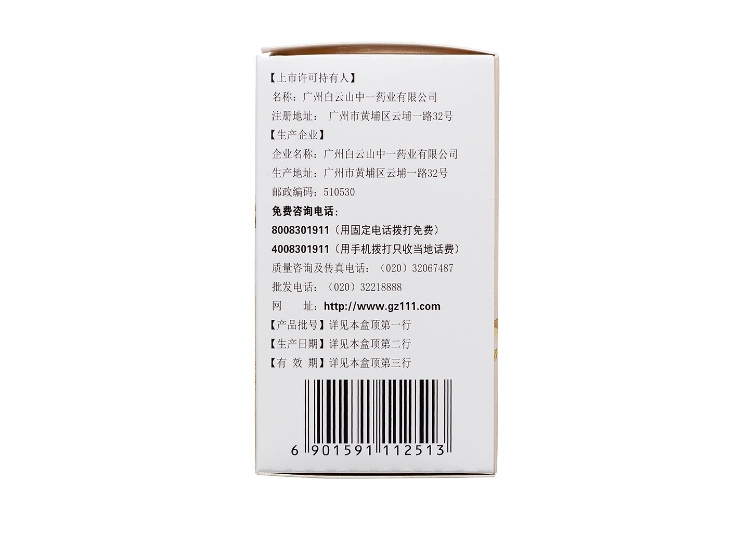 【上市许可持有人】
名称：广州白云山中一药业有限公司
注册地址： 广州市黄埔区云埔一路32号
【生产企业】
企业名称：广州白云山中一药业有限公司
生产地址：广州市黄埔区云埔一路32号
邮政编码：510530
免费咨询电话：
8008301911（用固定电话拨打免费）
4008301911（用手机拨打只收当地话费）
质量咨询及传真电话：（020）32067487
批发电话：（020）32218888
网 址：http://www.gz111.com
【产品批号】详见本盒顶第一行
【生产日期】详见本盒顶第二行
【有 效 期】详见本盒顶第三行
6 901591 112513